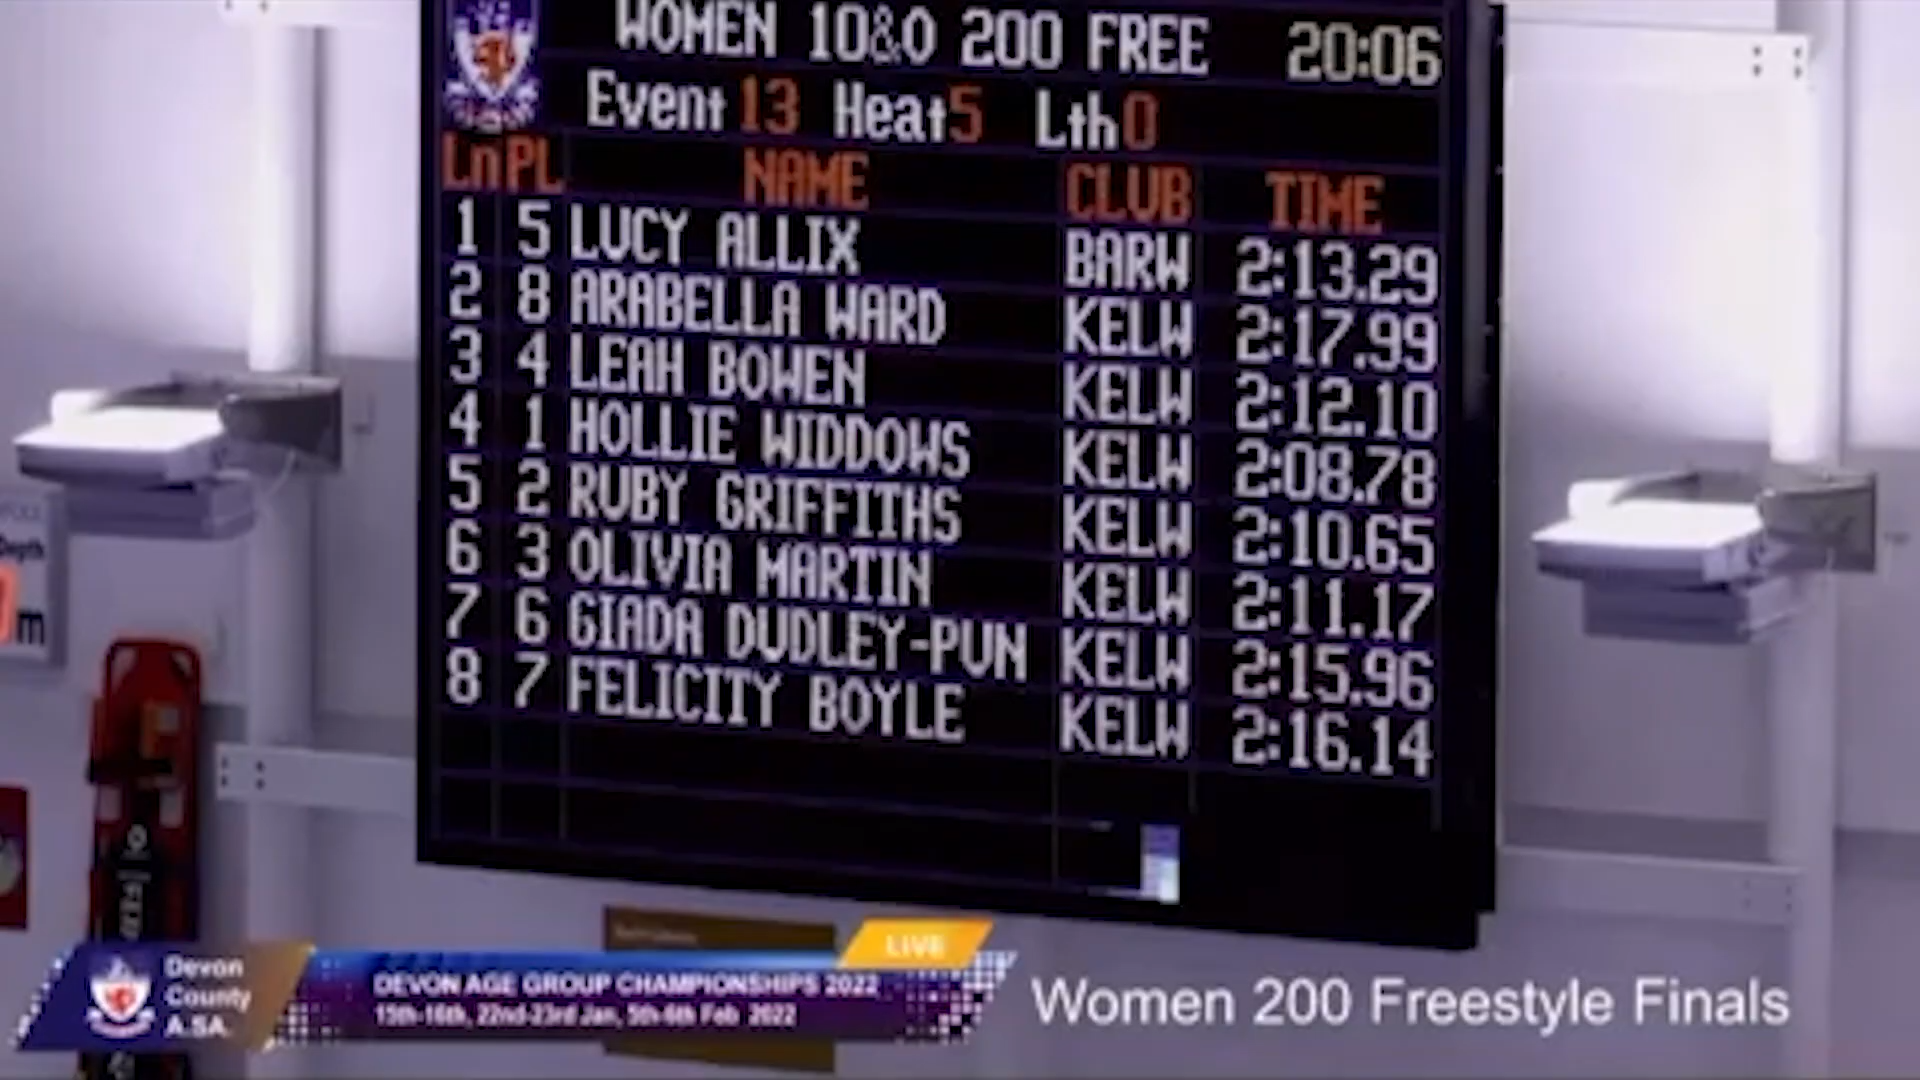 WOMEN 10&O 200 FREE 20:06
Event 13 Heat 5 Lth 0
Ln PL NAME CLUB TIME
1 5 LUCY ALLIX BARW 2:13.29
2 8 ARABELLA WARD KELW 2:17.99
3 4 LEAH BOWEN KELW 2:12.10
4 1 HOLLIE WIDDOWS KELW 2:08.78
5 2 RUBY GRIFFITHS KELW 2:10.65
6 3 OLIVIA MARTIN KELW 2:11.17
7 6 GIADA DUDLEY-PUN KELW 2:15.96
8 7 FELICITY BOYLE KELW 2:16.14
Depth
m
LIVE
Devon
County
A.S.A.
DEVON AGE GROUP CHAMPIONSHIPS 2022
15th-16th, 22nd-23rd Jan, 5th-6th Feb 2022
Women 200 Freestyle Finals